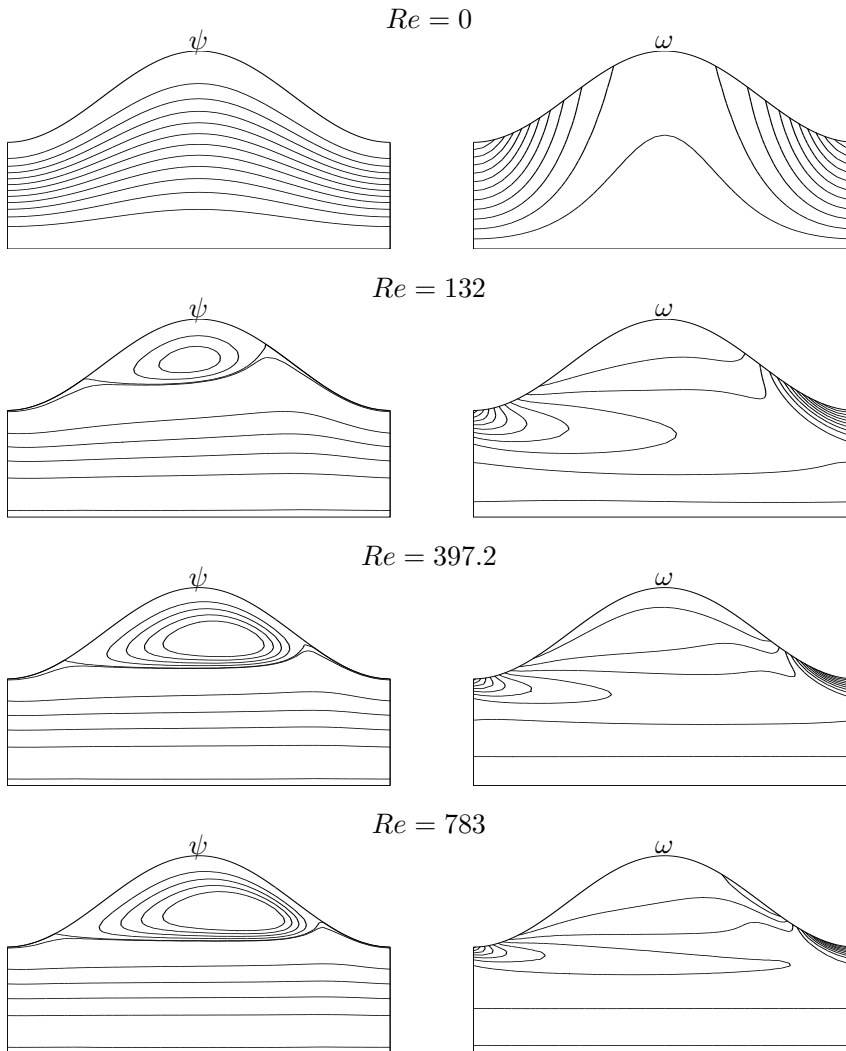 Re = 0
ψ ω
Re = 132
ψ ω
Re = 397.2
ψ ω
Re = 783
ψ ω